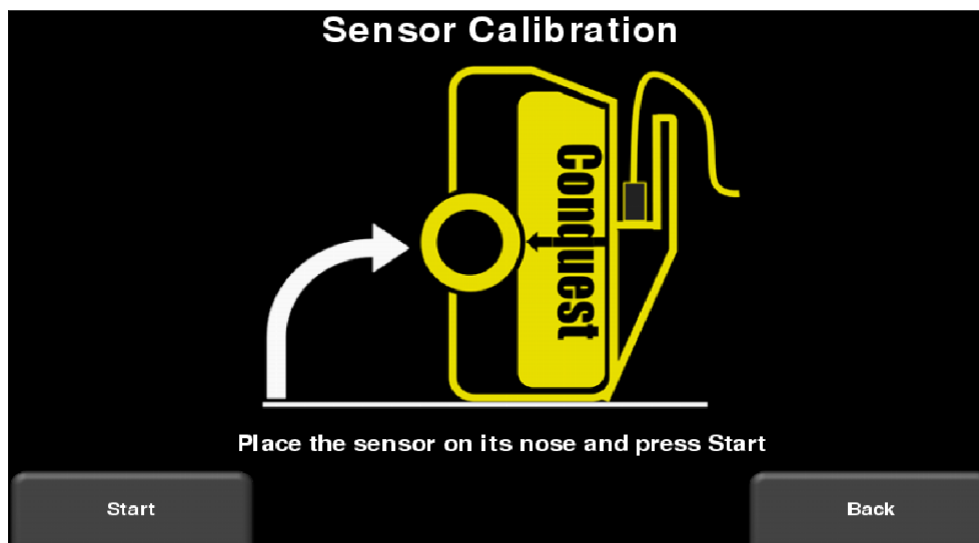 Sensor Calibration
Conquest
Place the sensor on its nose and press Start
Start
Back